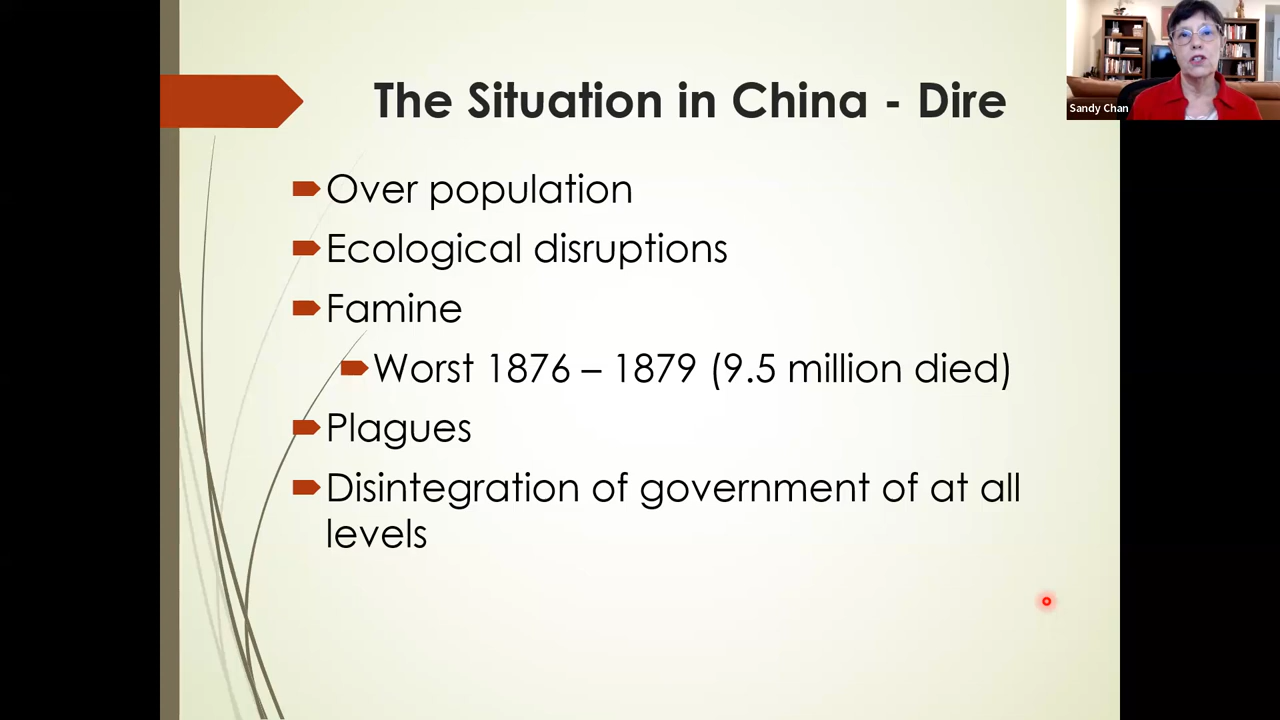 The Situation in China - Dire
Sandy Chan
Over population
Ecological disruptions
Famine
Worst 1876 – 1879 (9.5 million died)
Plagues
Disintegration of government of at all
levels